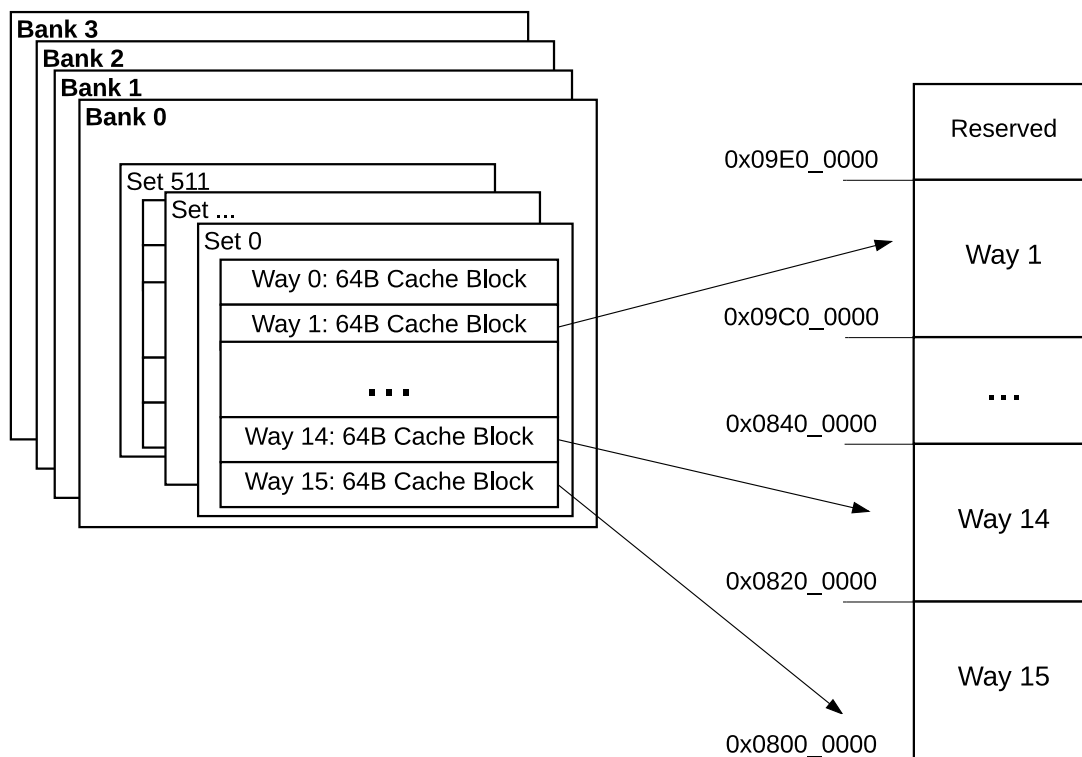 Bank 3
Bank 2
Bank 1
Bank 0
Set 511
Set ...
Set 0
Way 0: 64B Cache Block
Way 1: 64B Cache Block
...
Way 14: 64B Cache Block
Way 15: 64B Cache Block
Reserved
0x09E0_0000
Way 1
0x09C0_0000
...
0x0840_0000
Way 14
0x0820_0000
Way 15
0x0800_0000